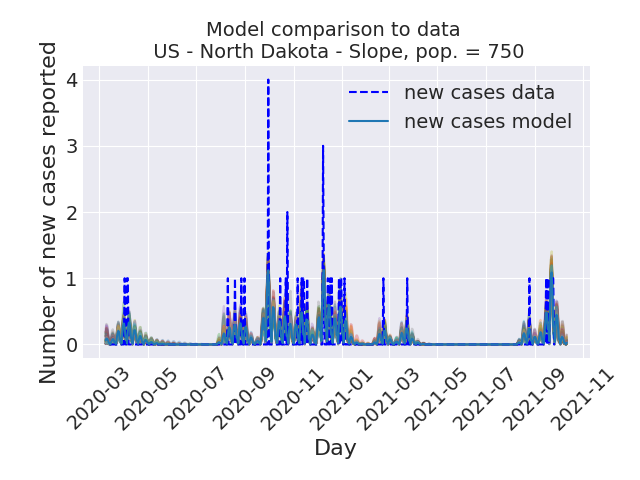 Model comparison to data
US - North Dakota - Slope, pop. = 750
Number of new cases reported
4
3
2
1
0
new cases data
new cases model
2020-03
2020-05
2020-07
2020-09
2020-11
2021-01
2021-03
2021-05
2021-07
2021-09
2021-11
Day